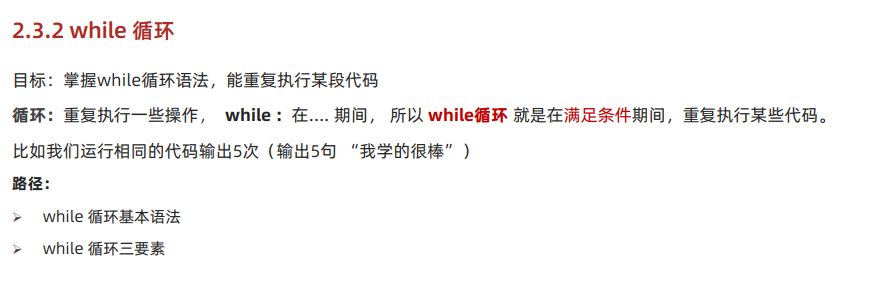 2.3.2 while 循环
目标：掌握while循环语法，能重复执行某段代码
循环：重复执行一些操作， while ：在.... 期间， 所以 while循环 就是在满足条件期间，重复执行某些代码。
比如我们运行相同的代码输出5次（输出5句 “我学的很棒” ）
路径：
➢ while 循环基本语法
➢ while 循环三要素